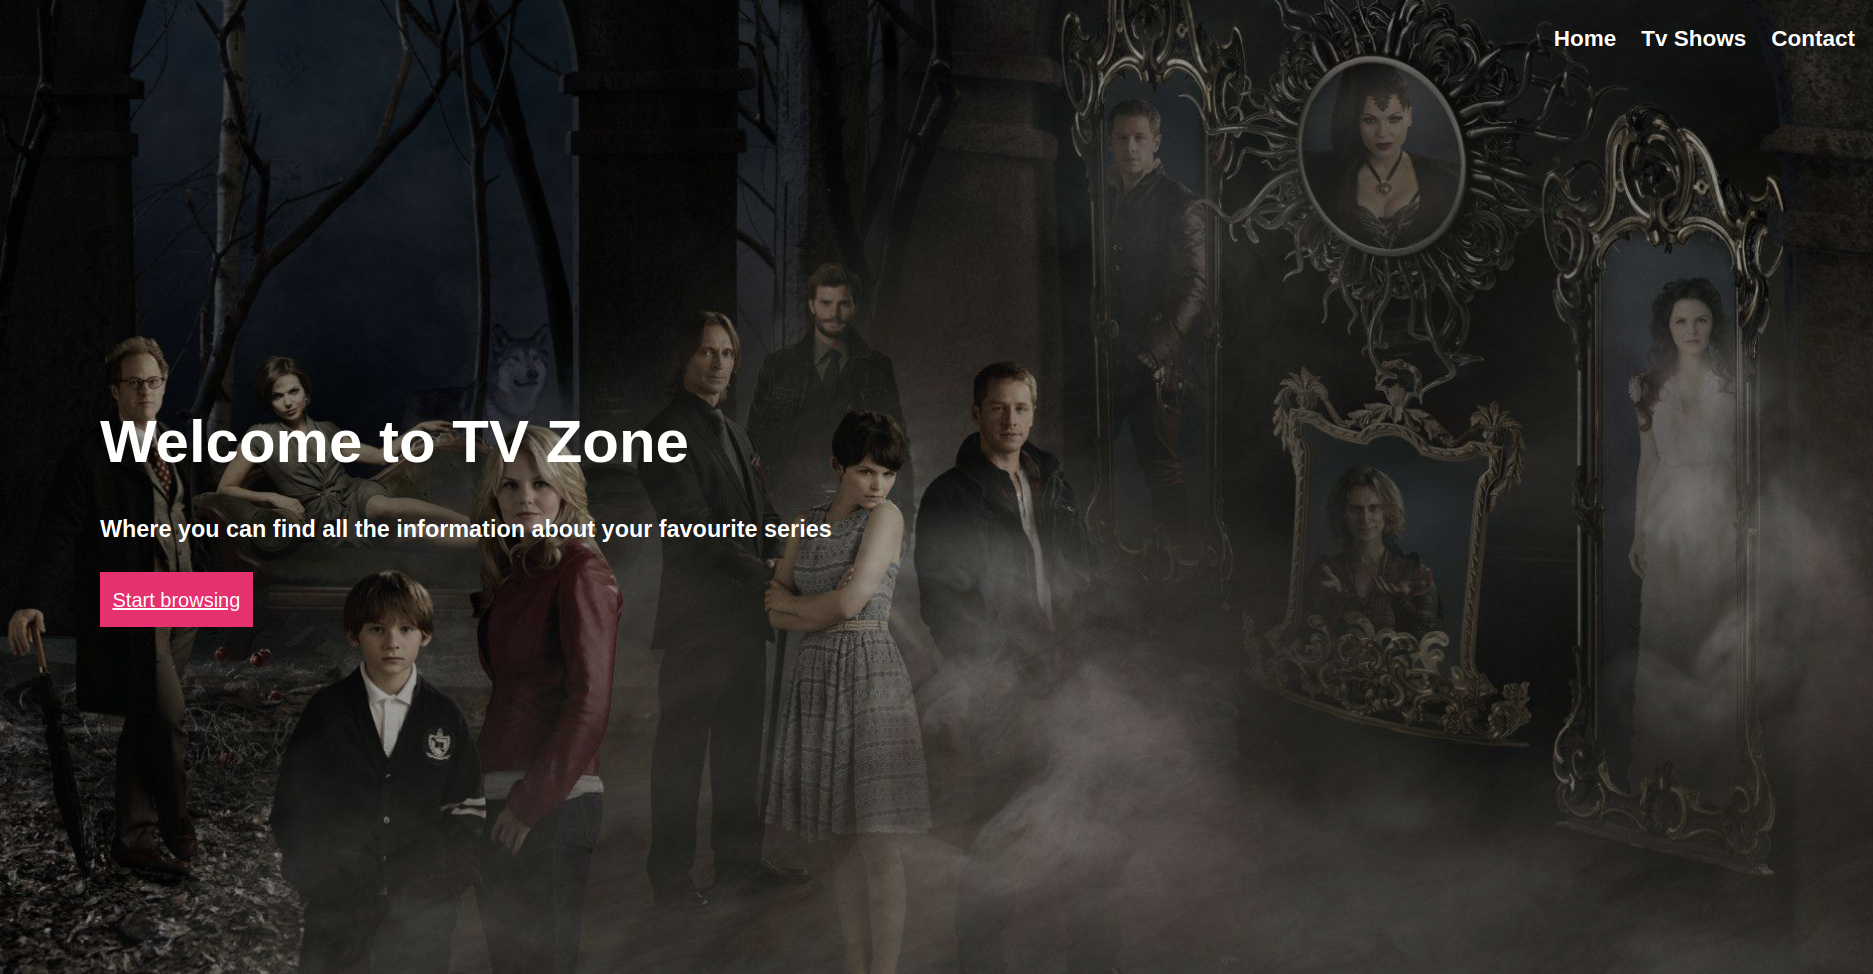 Home Tv Shows Contact
Welcome to TV Zone
Where you can find all the information about your favourite series
Start browsing